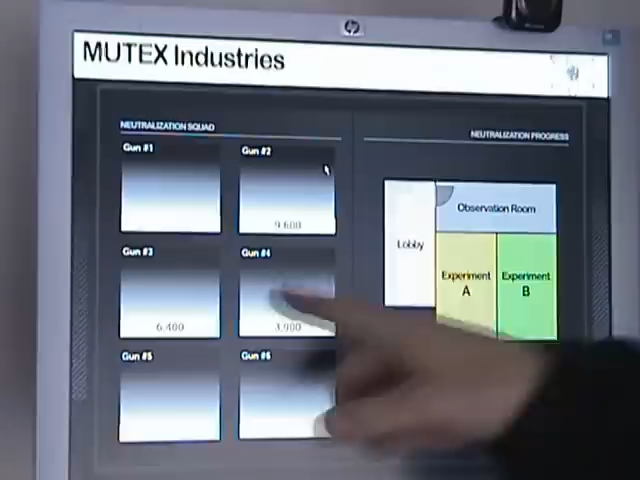 hp
MUTEX Industries
NEUTRALIZATION SQUAD
NEUTRALIZATION PROGRESS
Gun #1
Gun #2
9,600
Gun #3
Gun #4
6,400
3,900
Gun #5
Gun #6
Lobby
Observation Room
Experiment
A
Experiment
B